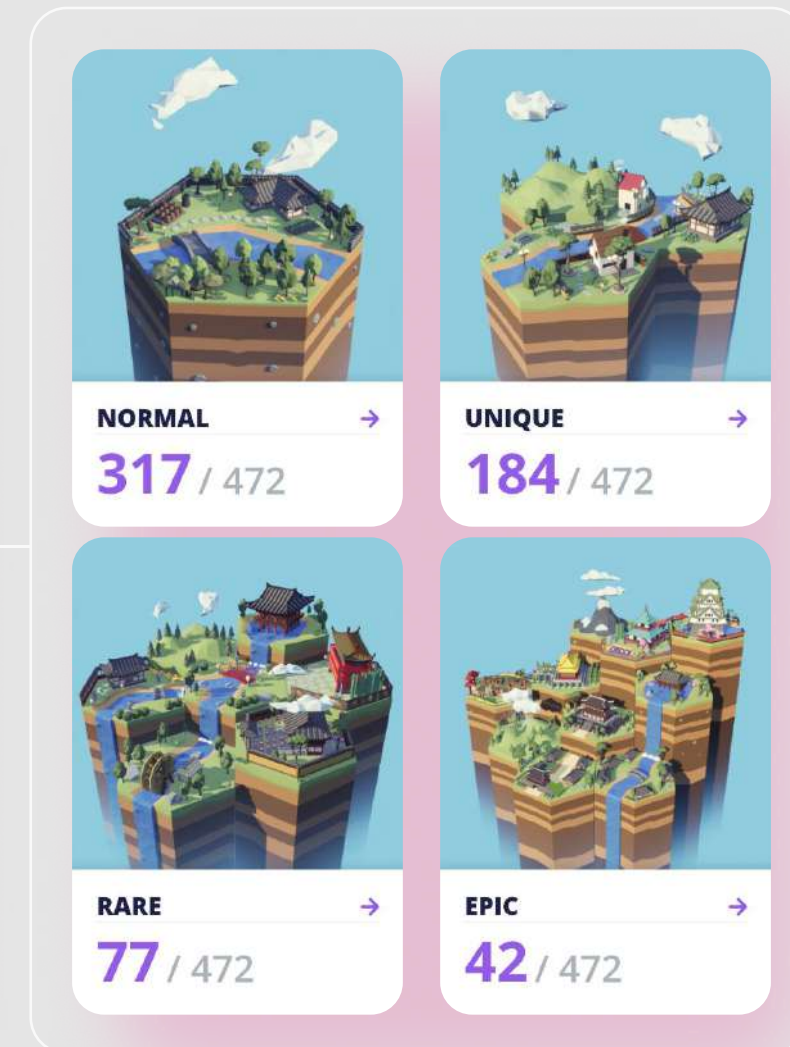 NORMAL →
317 / 472
UNIQUE →
184 / 472
RARE →
77 / 472
EPIC →
42 / 472